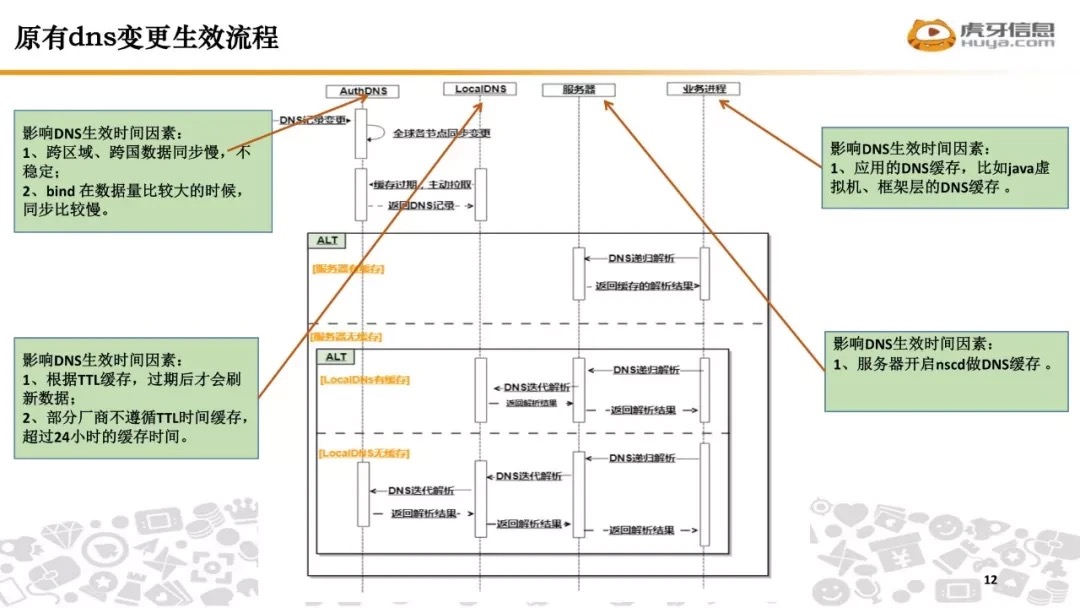 原有dns变更生效流程
虎牙信息
HUYA.com
AuthDNS
LocalDNS
服务器
业务进程
影响DNS生效时间因素：
1、跨区域、跨国数据同步慢，不
稳定；
2、bind 在数据量比较大的时候，
同步比较慢。
DNS记录变更
全球各节点同步变更
缓存过期，主动拉取
返回DNS记录
影响DNS生效时间因素：
1、应用的DNS缓存，比如java虚
拟机、框架层的DNS缓存 。
ALT
[服务器有缓存]
DNS递归解析
返回缓存的解析结果
[服务器无缓存]
影响DNS生效时间因素：
1、根据TTL缓存，过期后才会刷
新数据；
2、部分厂商不遵循TTL时间缓存，
超过24小时的缓存时间。
影响DNS生效时间因素：
1、服务器开启nscd做DNS缓存 。
ALT
[LocalDNs有缓存]
DNS递归解析
DNS迭代解析
返回解析结果
返回解析结果
[LocalDNS无缓存]
DNS递归解析
DNS迭代解析
DNS迭代解析
返回解析结果
返回解析结果
返回解析结果
12